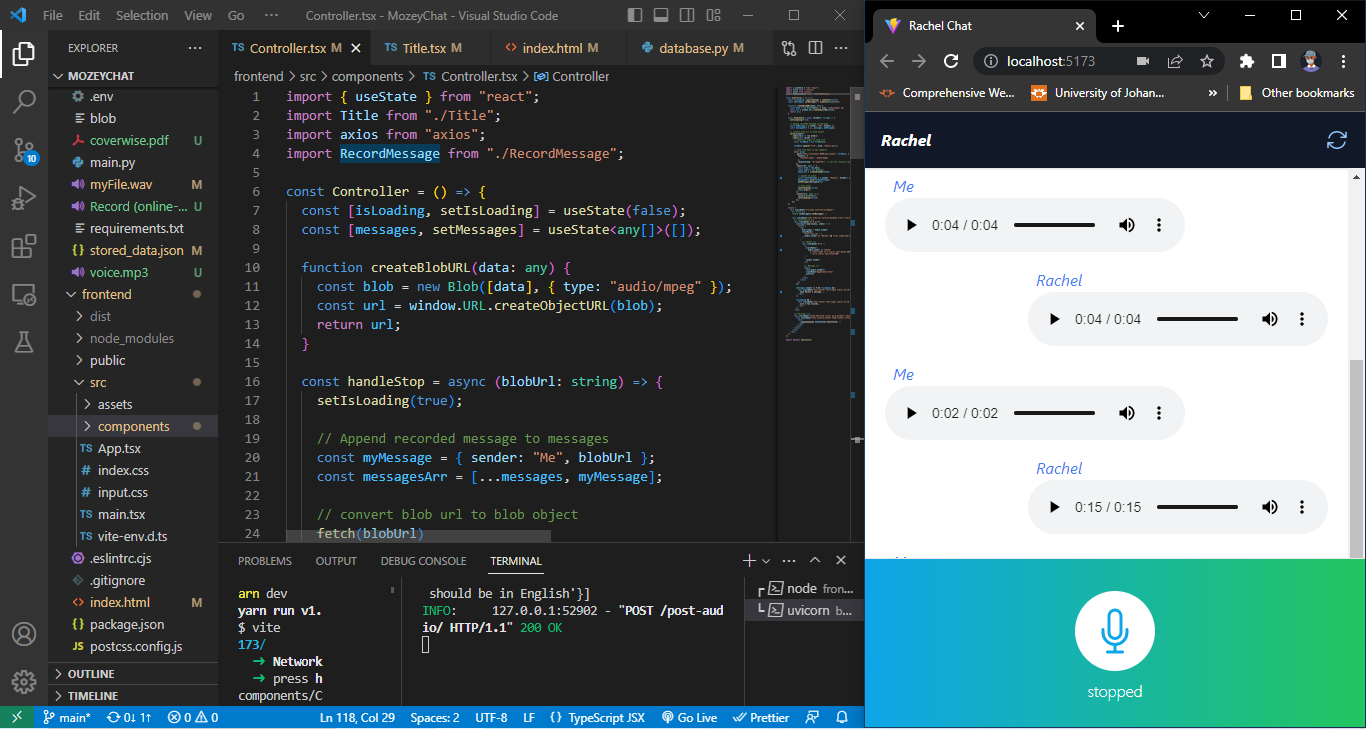 File Edit Selection View Go ··· Controller.tsx - MozeyChat - Visual Studio Code
EXPLORER ···
MOZEYCHAT
.env
blob
coverwise.pdf U
main.py
myFile.wav M
Record (online-... U
requirements.txt
stored_data.json M
voice.mp3 U
frontend
dist
node_modules
public
src
assets
components
TS App.tsx
# index.css
# input.css
TS main.tsx
TS vite-env.d.ts
.eslintrc.cjs
.gitignore
index.html M
package.json
JS postcss.config.js
OUTLINE
TIMELINE
10
TS Controller.tsx M TS Title.tsx M index.html M database.py M
frontend > src > components > TS Controller.tsx > Controller
1 import { useState } from "react";
2 import Title from "./Title";
3 import axios from "axios";
4 import RecordMessage from "./RecordMessage";
5
6 const Controller = () => {
7 const [isLoading, setIsLoading] = useState(false);
8 const [messages, setMessages] = useState<any[]>([]);
9
10 function createBlobURL(data: any) {
11 const blob = new Blob([data], { type: "audio/mpeg" });
12 const url = window.URL.createObjectURL(blob);
13 return url;
14 }
15
16 const handleStop = async (blobUrl: string) => {
17 setIsLoading(true);
18
19 // Append recorded message to messages
20 const myMessage = { sender: "Me", blobUrl };
21 const messagesArr = [...messages, myMessage];
22
23 // convert blob url to blob object
24 fetch(blobUrl)
PROBLEMS OUTPUT DEBUG CONSOLE TERMINAL
arn dev
yarn run v1.
$ vite
173/
➜ Network
➜ press h
components/C
should be in English'}]
INFO: 127.0.0.1:52902 - "POST /post-aud
io/ HTTP/1.1" 200 OK
node fron...
uvicorn b...
main* 0↓ 1↑ 0 0 Ln 118, Col 29 Spaces: 2 UTF-8 LF {} TypeScript JSX Go Live Prettier
Rachel Chat
localhost:5173
Comprehensive We... University of Johan... » Other bookmarks
Rachel
Me
0:04 / 0:04
Rachel
0:04 / 0:04
Me
0:02 / 0:02
Rachel
0:15 / 0:15
stopped